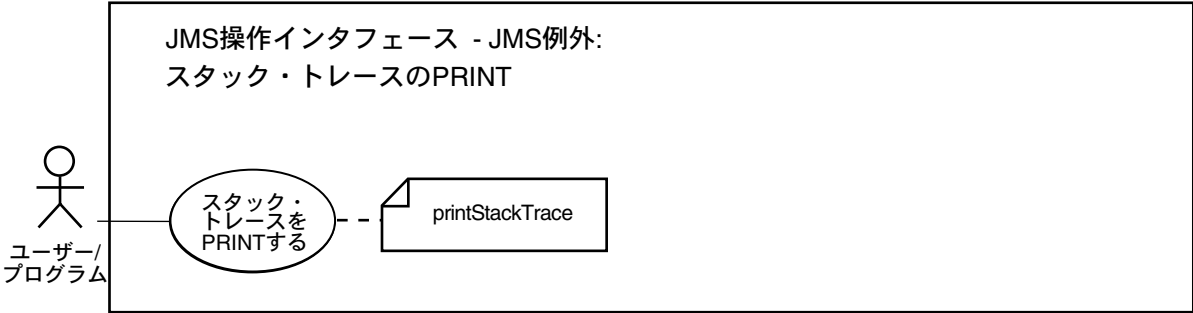 JMS操作インタフェース - JMS例外:
スタック・トレースのPRINT
スタック・
トレースを
PRINTする
printStackTrace
ユーザー/
プログラム